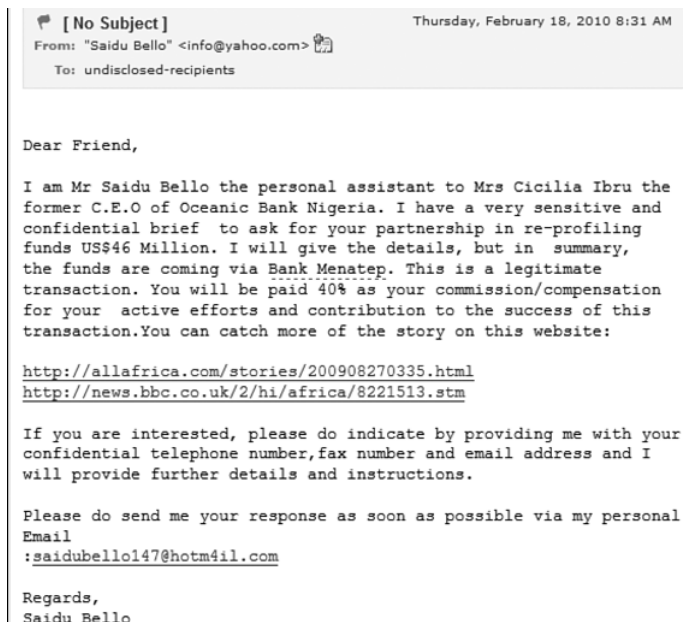 [ No Subject ] Thursday, February 18, 2010 8:31 AM
From: "Saidu Bello" <info@yahoo.com>
To: undisclosed-recipients
Dear Friend,
I am Mr Saidu Bello the personal assistant to Mrs Cicilia Ibru the
former C.E.O of Oceanic Bank Nigeria. I have a very sensitive and
confidential brief  to ask for your partnership in re-profiling
funds US$46 Million. I will give the details, but in  summary,
the funds are coming via Bank Menatep. This is a legitimate
transaction. You will be paid 40% as your commission/compensation
for your  active efforts and contribution to the success of this
transaction.You can catch more of the story on this website:
http://allafrica.com/stories/200908270335.html
http://news.bbc.co.uk/2/hi/africa/8221513.stm
If you are interested, please do indicate by providing me with your
confidential telephone number,fax number and email address and I
will provide further details and instructions.
Please do send me your response as soon as possible via my personal
Email
:saidubello147@hotm4il.com
Regards,
Saidu Bello